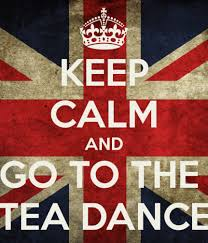 KEEP
CALM
AND
GO TO THE
TEA DANCE